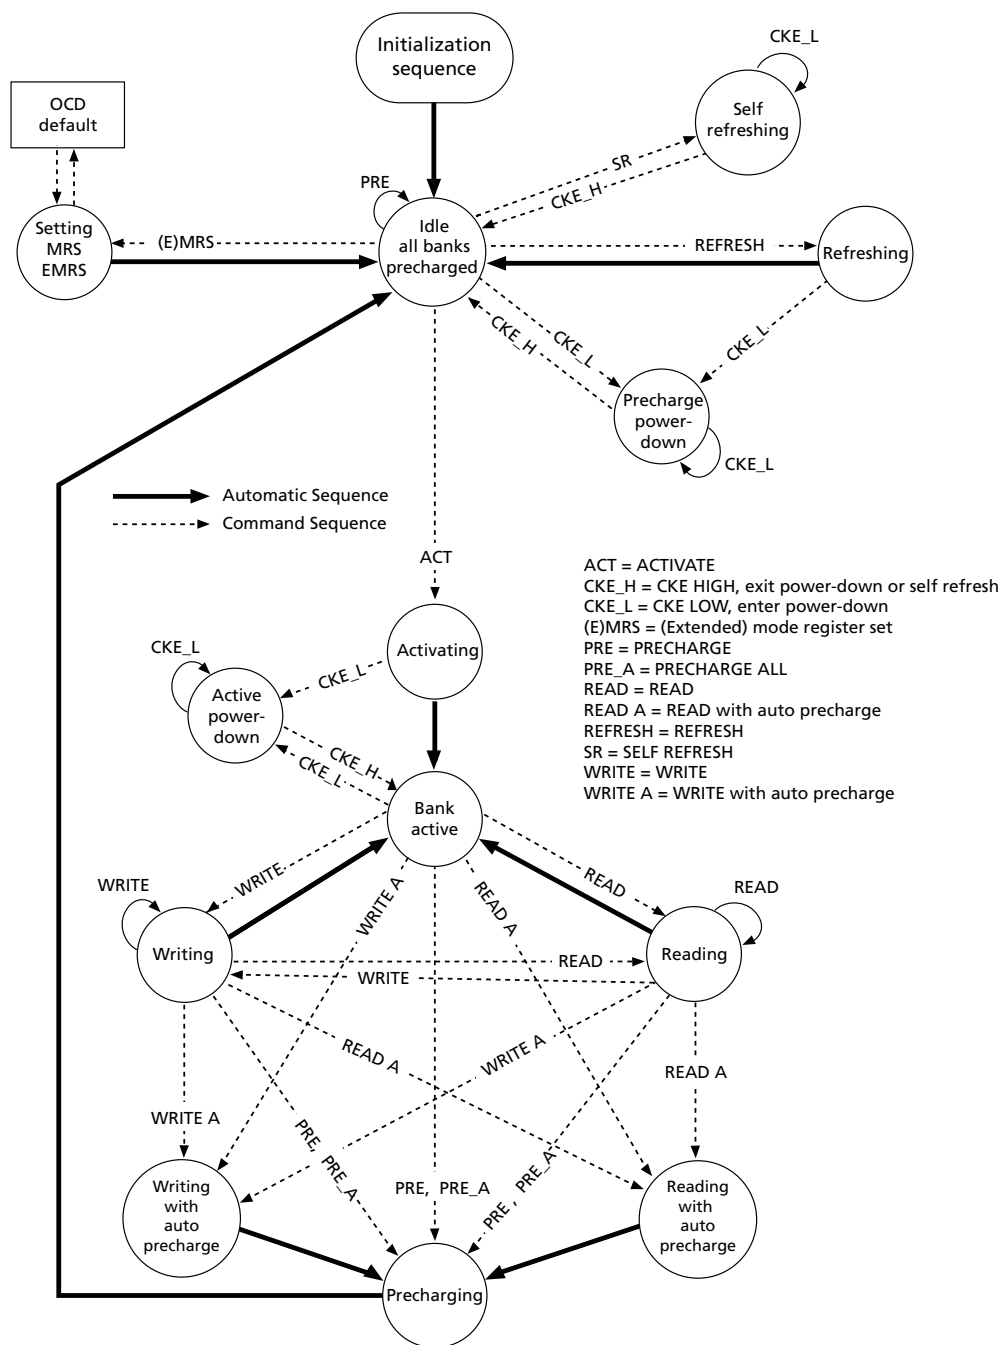 Initialization
sequence
CKE_L
OCD
default
Self
refreshing
SR
PRE
CKE_H
Setting
MRS
EMRS
(E)MRS
Idle
all banks
precharged
REFRESH
Refreshing
CKE_H
CKE_L
CKE_L
Precharge
power-
down
CKE_L
Automatic Sequence
Command Sequence
ACT
ACT = ACTIVATE
CKE_H = CKE HIGH, exit power-down or self refresh
CKE_L = CKE LOW, enter power-down
(E)MRS = (Extended) mode register set
PRE = PRECHARGE
PRE_A = PRECHARGE ALL
READ = READ
READ A = READ with auto precharge
REFRESH = REFRESH
SR = SELF REFRESH
WRITE = WRITE
WRITE A = WRITE with auto precharge
CKE_L
Activating
CKE_L
Active
power-
down
CKE_H
CKE_L
Bank
active
WRITE
WRITE
WRITE A
READ A
READ
READ
Writing
READ
WRITE
Reading
READ A
WRITE A
READ A
WRITE A
PRE, PRE_A
PRE, PRE_A
PRE , PRE_A
Writing
with
auto
precharge
Reading
with
auto
precharge
Precharging